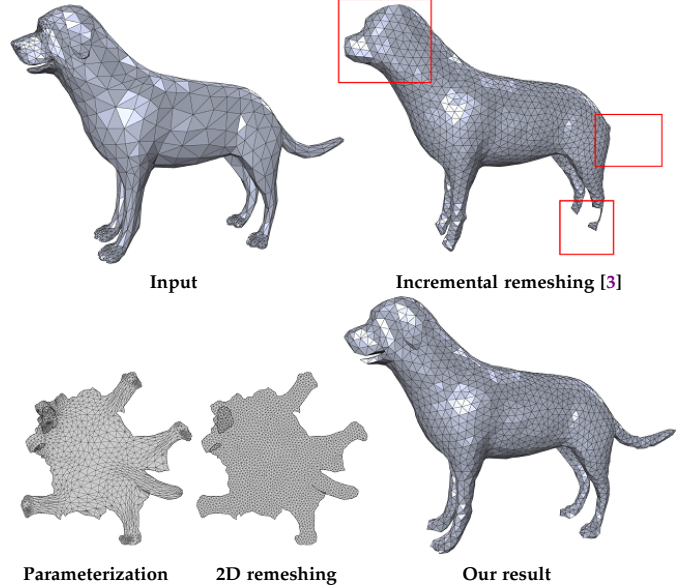 Input
Incremental remeshing [3]
Parameterization
2D remeshing
Our result